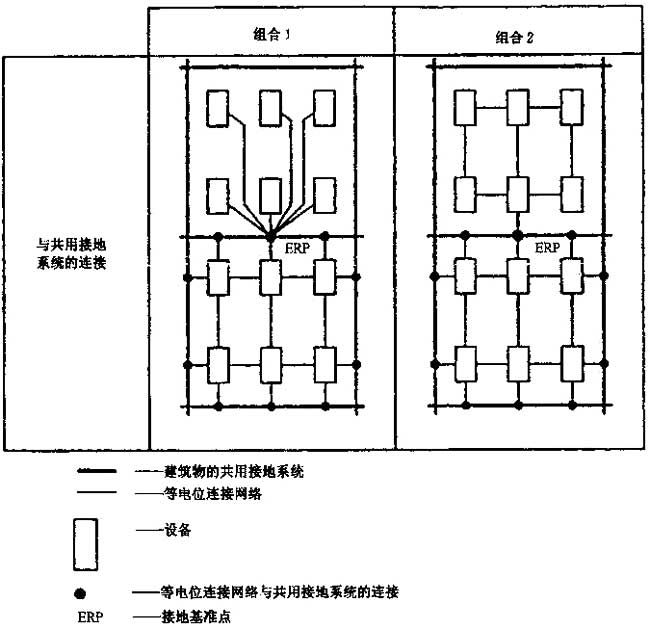 组合1
组合2
与共用接地
系统的连接
ERP
ERP
——建筑物的共用接地系统
——等电位连接网络
——设备
——等电位连接网络与共用接地系统的连接
ERP ——接地基准点